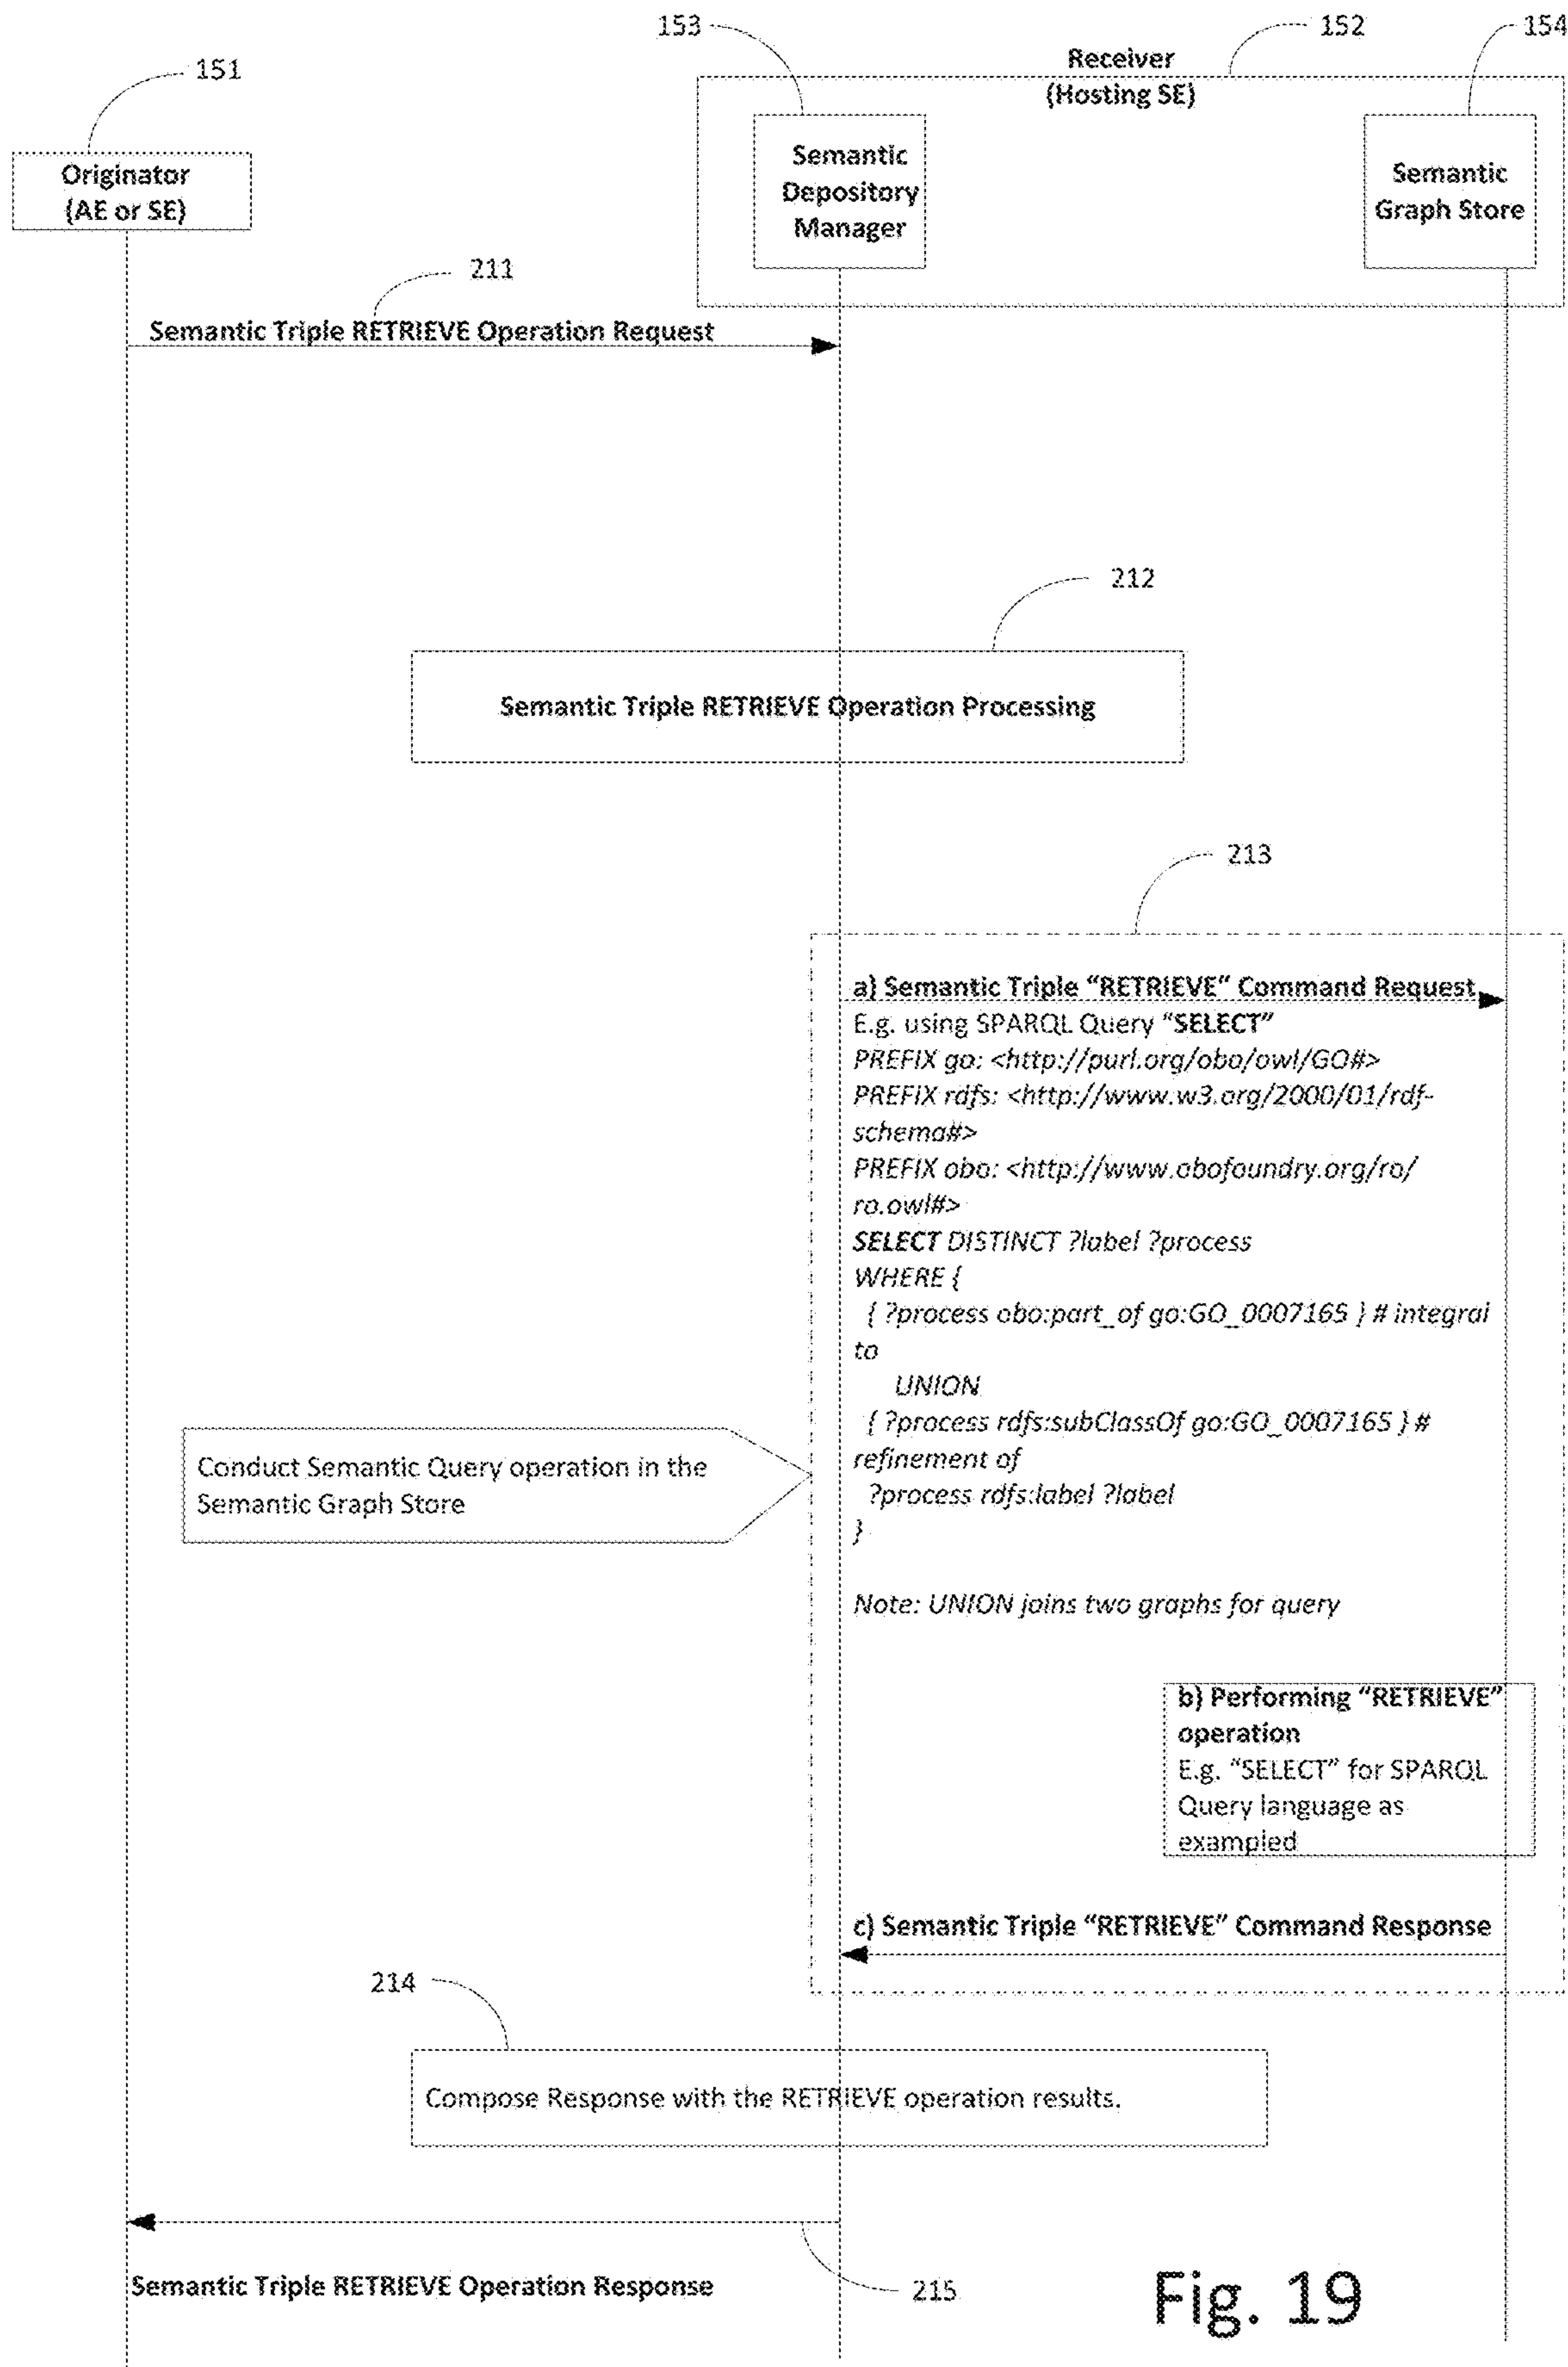 153
152
154
Receiver
(Hosting SE)
151
Originator
(AE or SE)
Semantic
Depository
Manager
Semantic
Graph Store
211
Semantic Triple RETRIEVE Operation Request
212
Semantic Triple RETRIEVE Operation Processing
213
a) Semantic Triple “RETRIEVE” Command Request
E.g. using SPARQL Query “SELECT”
PREFIX go: <http://purl.org/obo/owl/GO#>
PREFIX rdfs: <http://www.w3.org/2000/01/rdf-
schema#>
PREFIX obo: <http://www.obofoundry.org/ro/
ro.owl#>
SELECT DISTINCT ?label ?process
WHERE {
{ ?process obo:part_of go:GO_0007165 } # integral
to
UNION
{ ?process rdfs:subClassOf go:GO_0007165 } #
refinement of
?process rdfs:label ?label
}
Conduct Semantic Query operation in the
Semantic Graph Store
Note: UNION joins two graphs for query
b) Performing “RETRIEVE”
operation
E.g. “SELECT” for SPARQL
Query language as
exampled
c) Semantic Triple “RETRIEVE” Command Response
214
Compose Response with the RETRIEVE operation results.
Semantic Triple RETRIEVE Operation Response
215
Fig. 19